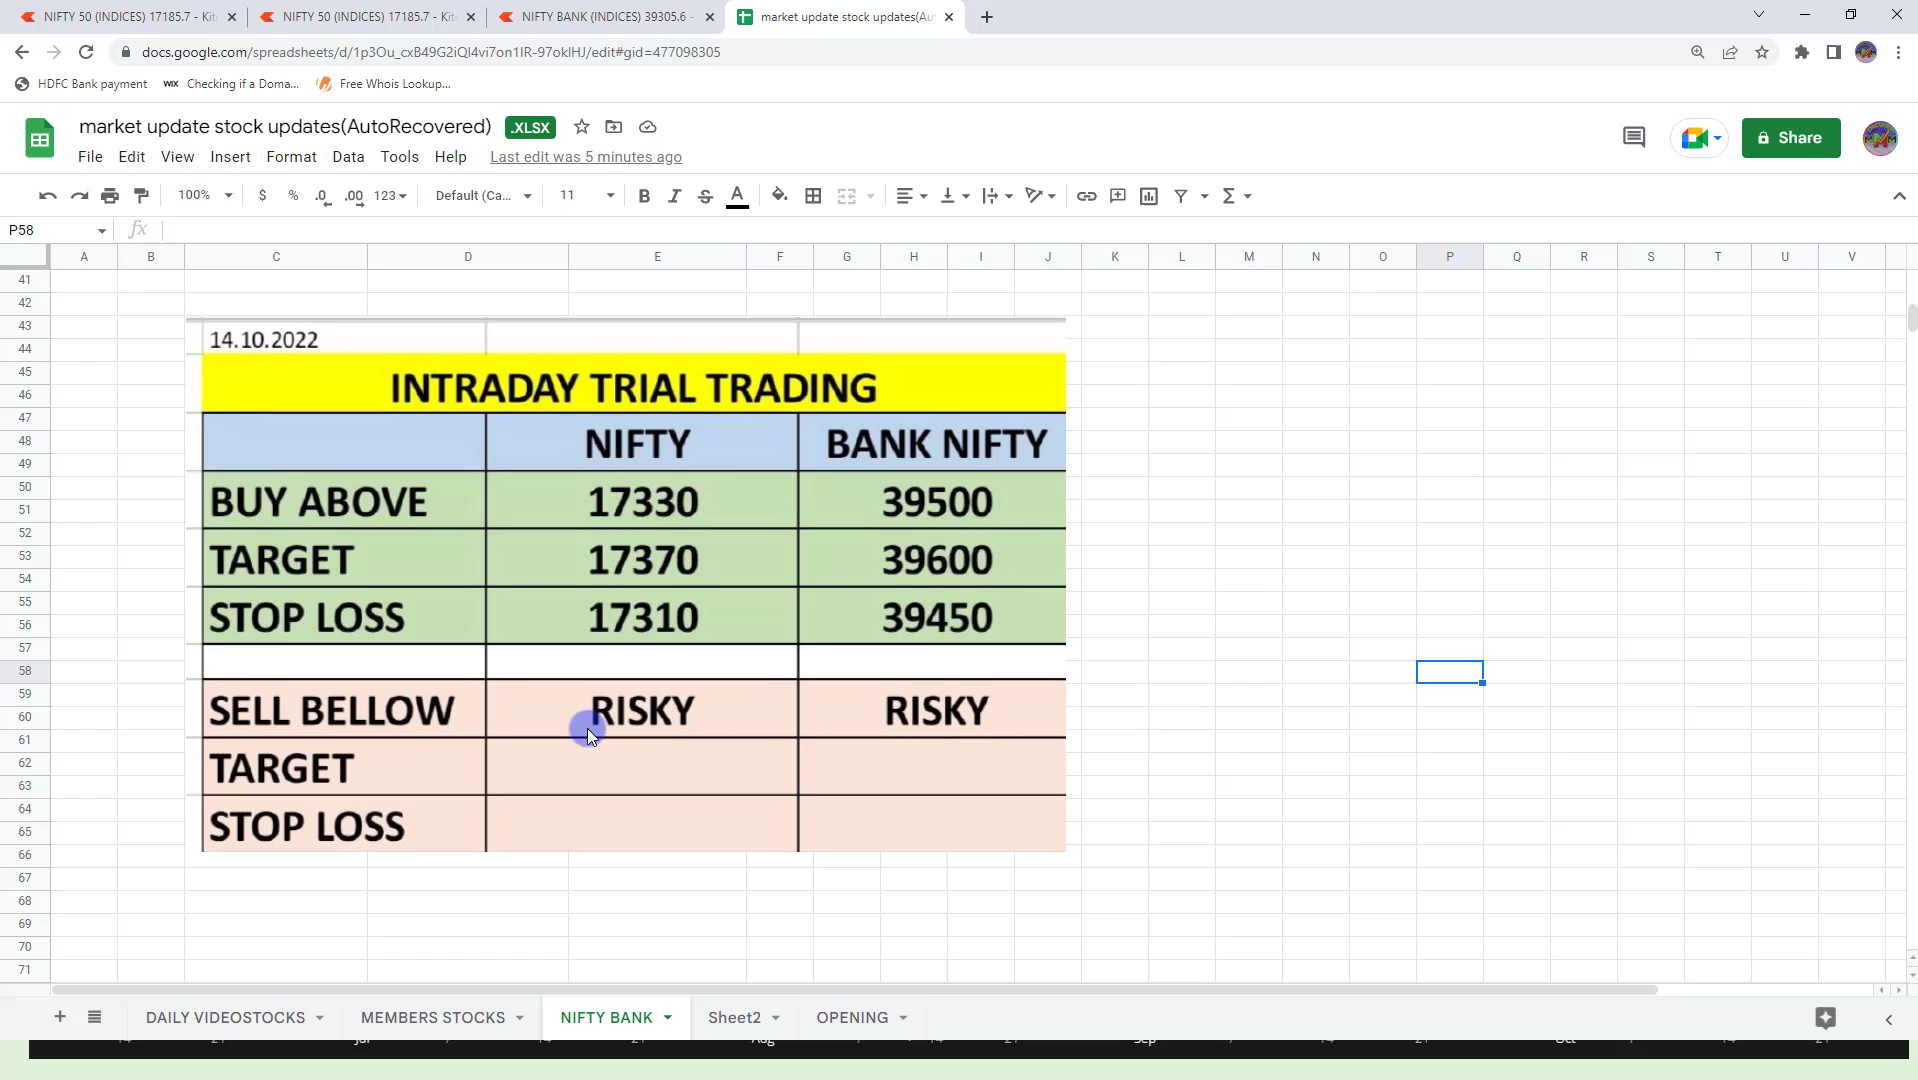 NIFTY 50 (INDICES) 17185.7 - Kit
NIFTY 50 (INDICES) 17185.7 - Kite
NIFTY BANK (INDICES) 39305.6 -
market update stock updates(Au
docs.google.com/spreadsheets/d/1p3Ou_cxB49G2iQl4vi7on1IR-97oklHJ/edit#gid=477098305
HDFC Bank payment
WIX Checking if a Doma...
Free Whois Lookup...
market update stock updates(AutoRecovered) .XLSX
File Edit View Insert Format Data Tools Help Last edit was 5 minutes ago
Share
100% $ % .0 .00 123 Default (Ca... 11 B I S A
P58 fx
A B C D E F G H I J K L M N O P Q R S T U V
41
42
43
44
45
46
47
48
49
50
51
52
53
54
55
56
57
58
59
60
61
62
63
64
65
66
67
68
69
70
71
14.10.2022
INTRADAY TRIAL TRADING
NIFTY BANK NIFTY
BUY ABOVE 17330 39500
TARGET 17370 39600
STOP LOSS 17310 39450
SELL BELLOW RISKY RISKY
TARGET
STOP LOSS
DAILY VIDEOSTOCKS MEMBERS STOCKS NIFTY BANK Sheet2 OPENING